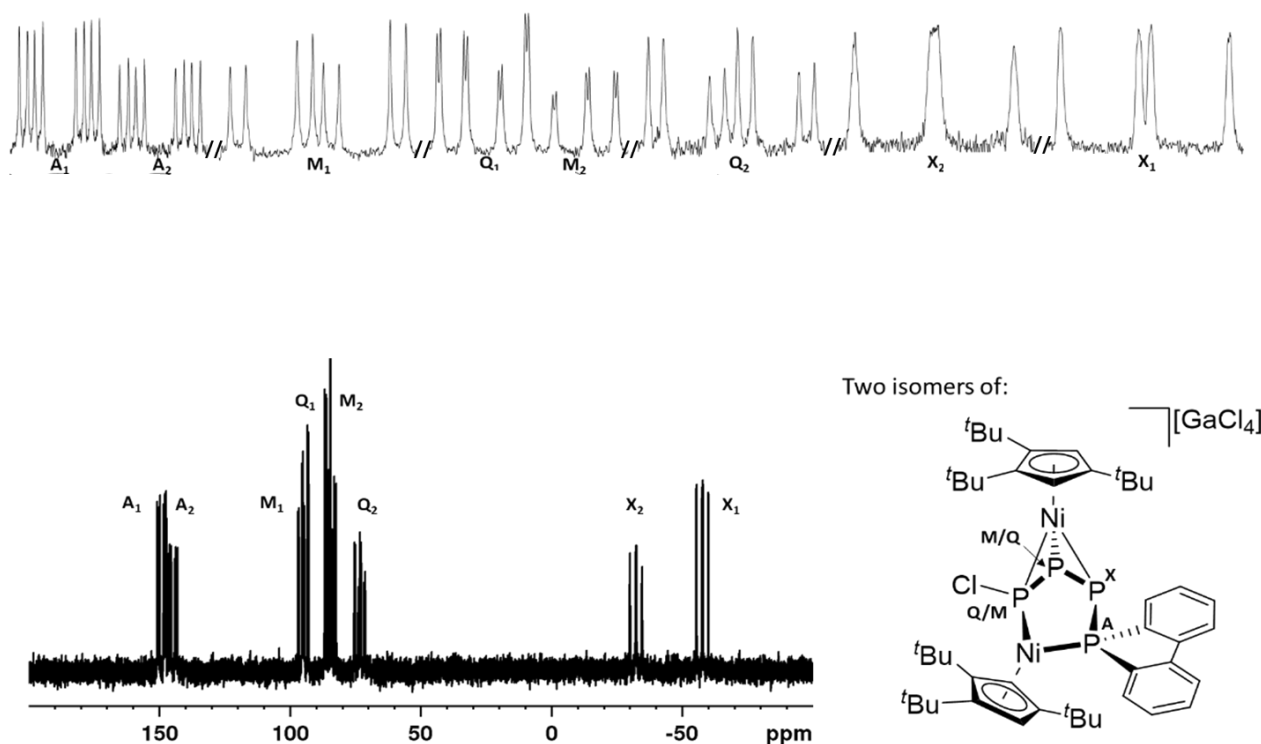 A₁ A₂ // M₁ // Q₁ M₂ // Q₂ // X₂ // X₁
Two isomers of:
[GaCl₄]
ᵗBu
ᵗBu
ᵗBu
Ni
M/Q
P
P
X
Cl
P
Q/M
A
P
Ni
ᵗBu
ᵗBu
ᵗBu
Q₁ M₂
A₁ A₂ M₁ Q₂ X₂ X₁
150 100 50 0 -50 ppm